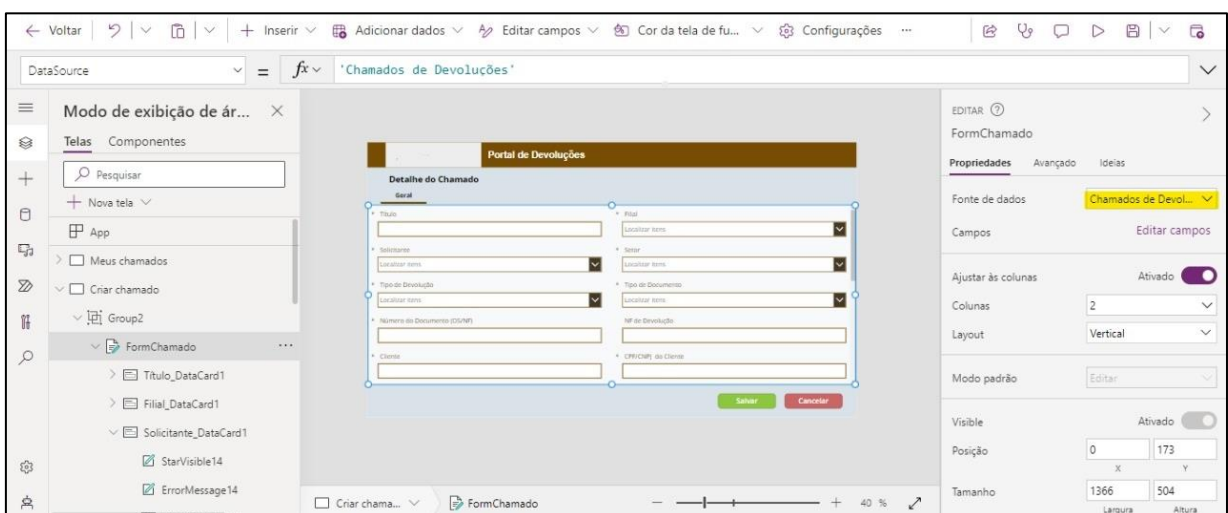 Voltar Inserir Adicionar dados Editar campos Cor da tela de fu... Configurações ...
DataSource = fx 'Chamados de Devoluções'
Modo de exibição de ár...
Telas Componentes
Pesquisar
Nova tela
App
Meus chamados
Criar chamado
Group2
FormChamado ...
Título_DataCard1
Filial_DataCard1
Solicitante_DataCard1
StarVisible14
ErrorMessage14
Portal de Devoluções
Detalhe do Chamado
Geral
* Título * Filial
Localizar itens
* Solicitante * Setor
Localizar itens Localizar itens
* Tipo de Devolução * Tipo de Documento
Localizar itens Localizar itens
* Número do Documento (OS/NF) NF de Devolução
* Cliente * CPF/CNPJ do Cliente
Salvar Cancelar
Criar chama... FormChamado 40 %
EDITAR
FormChamado
Propriedades Avançado Ideias
Fonte de dados Chamados de Devol...
Campos Editar campos
Ajustar às colunas Ativado
Colunas 2
Layout Vertical
Modo padrão Editar
Visible Ativado
Posição 0 173
X Y
Tamanho 1366 504
Largura Altura